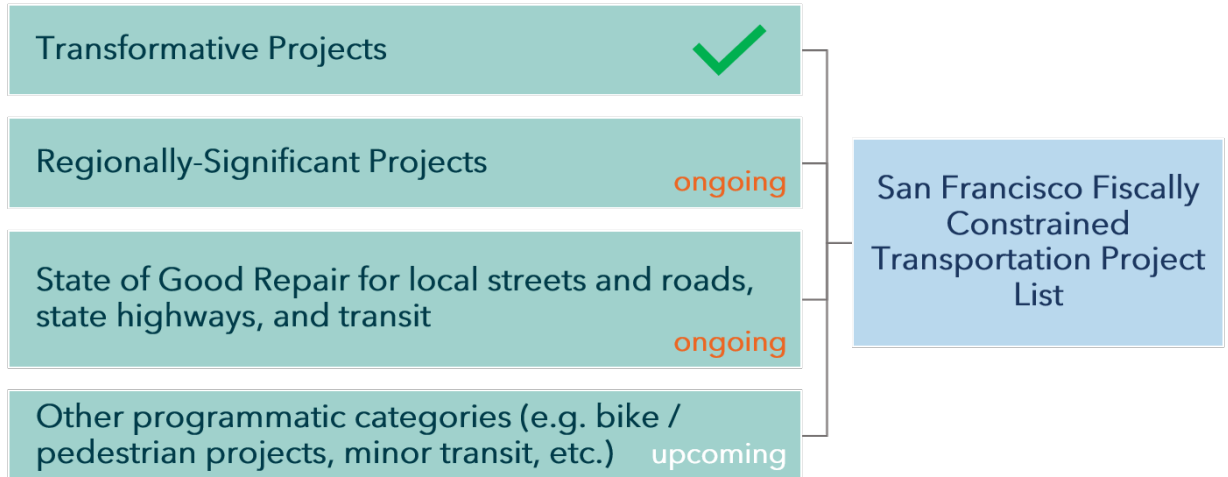 Transformative Projects
Regionally-Significant Projects
ongoing
State of Good Repair for local streets and roads,
state highways, and transit
ongoing
Other programmatic categories (e.g. bike /
pedestrian projects, minor transit, etc.)
upcoming
San Francisco Fiscally
Constrained
Transportation Project
List